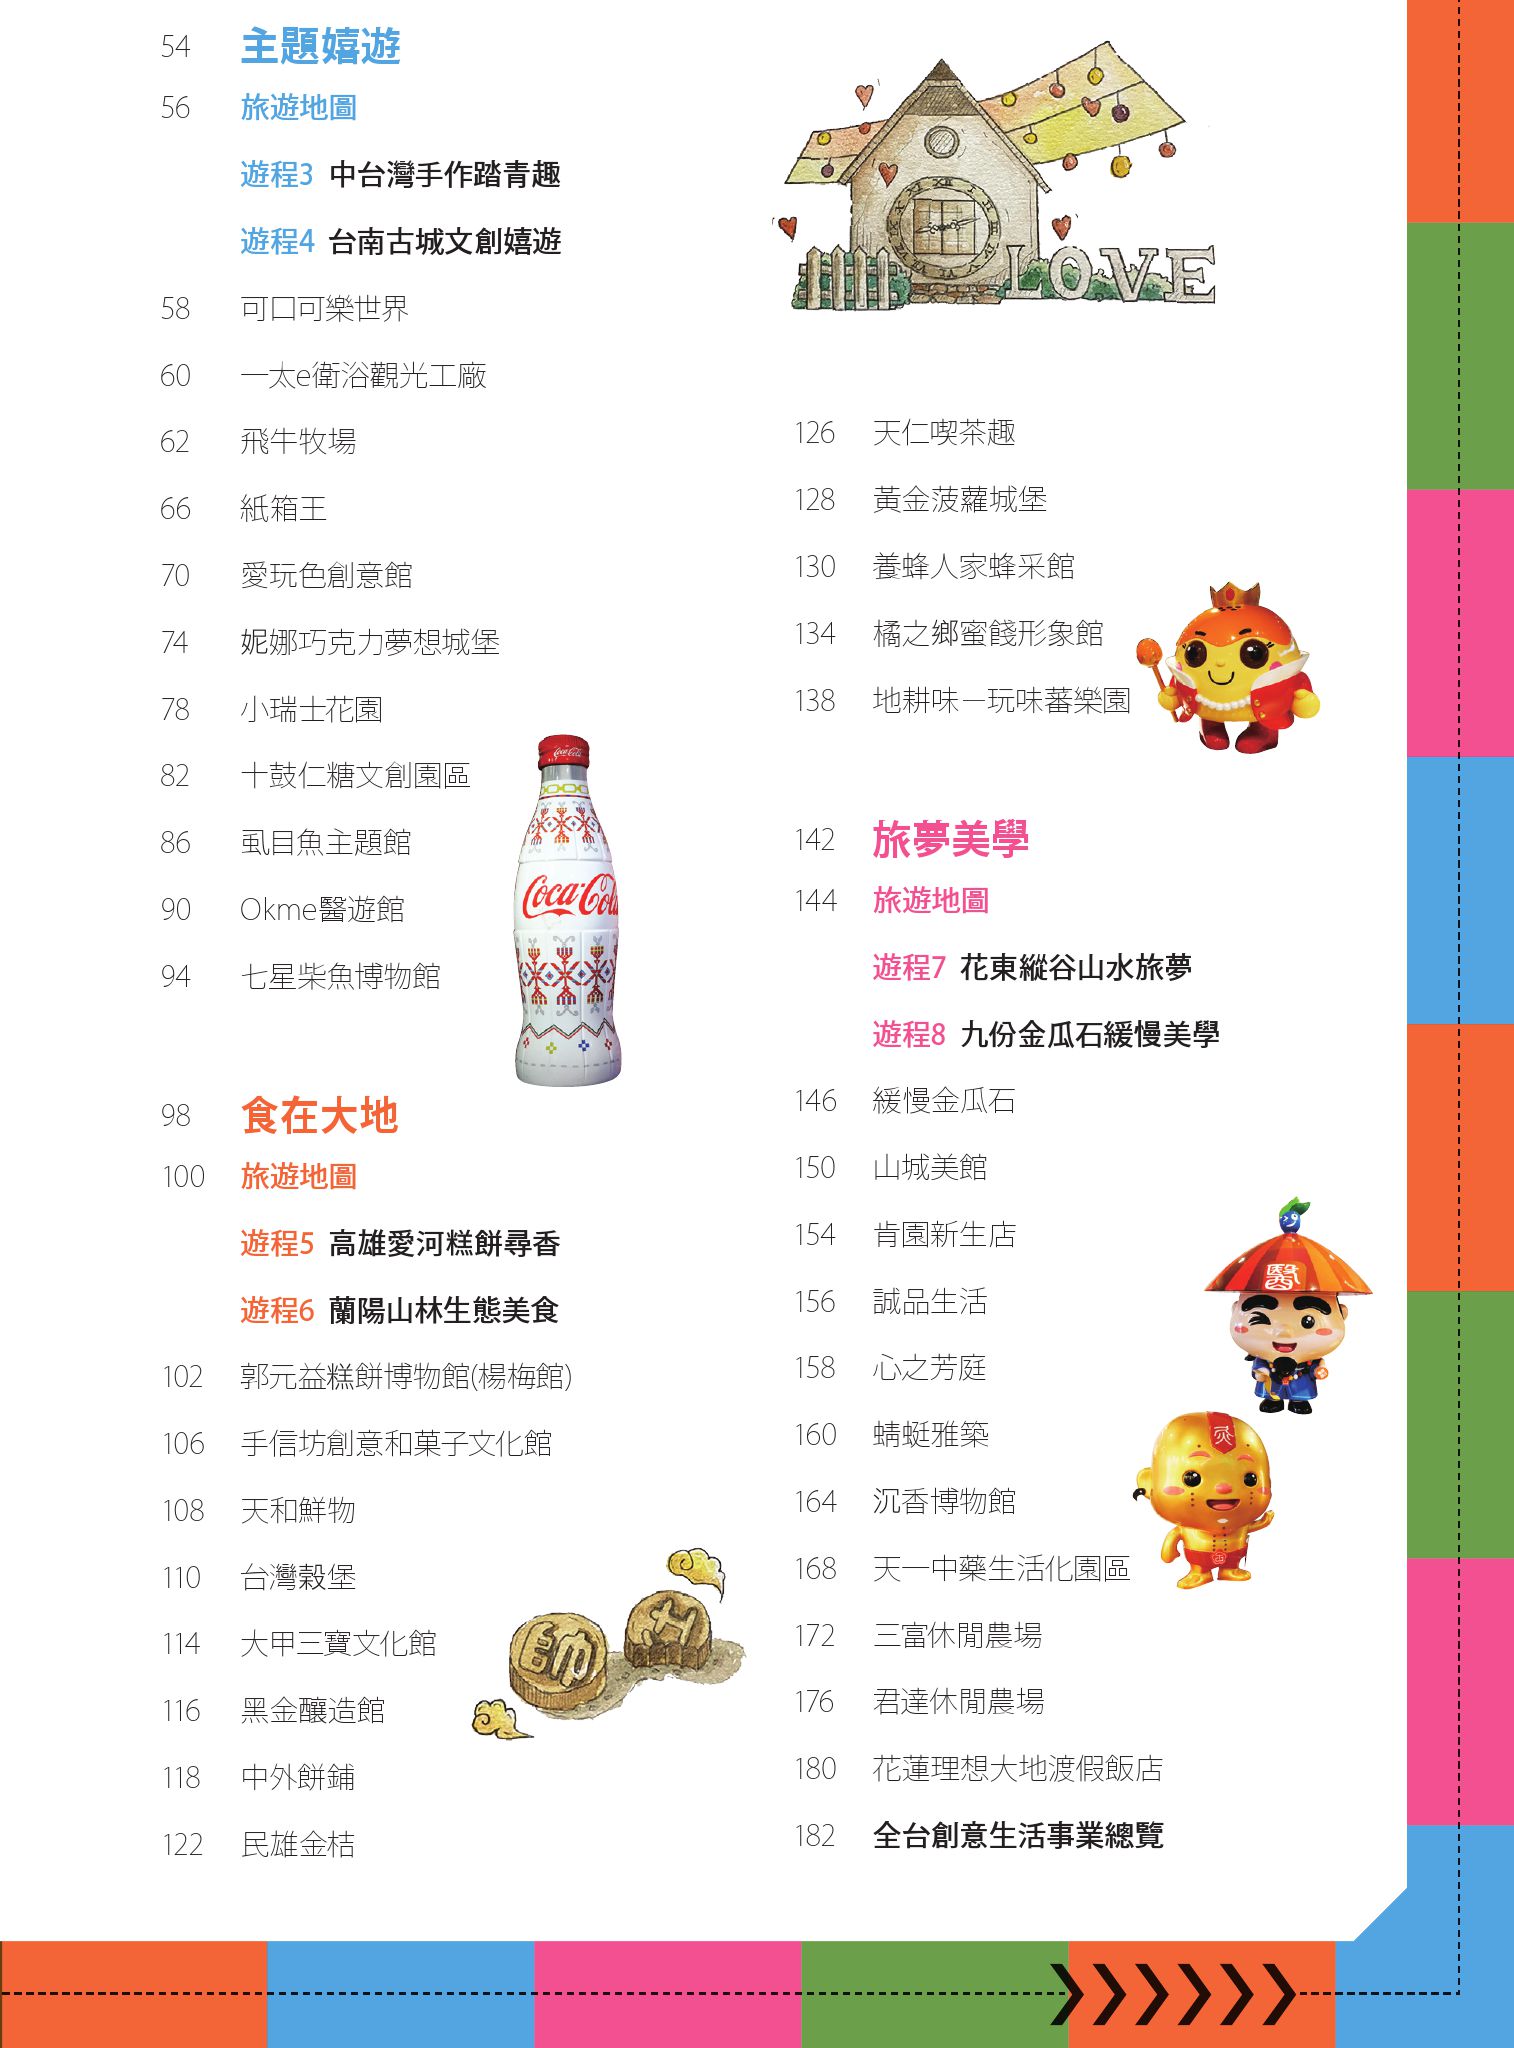 54 主題嬉遊
56 旅遊地圖
遊程3 中台灣手作踏青趣
遊程4 台南古城文創嬉遊
58 可口可樂世界
60 一太e衛浴觀光工廠
62 飛牛牧場
66 紙箱王
70 愛玩色創意館
74 妮娜巧克力夢想城堡
78 小瑞士花園
82 十鼓仁糖文創園區
86 虱目魚主題館
90 Okme醫遊館
94 七星柴魚博物館
Coca-Cola
Coca-Cola
98 食在大地
100 旅遊地圖
遊程5 高雄愛河糕餅尋香
遊程6 蘭陽山林生態美食
102 郭元益糕餅博物館(楊梅館)
106 手信坊創意和菓子文化館
108 天和鮮物
110 台灣穀堡
114 大甲三寶文化館
116 黑金釀造館
118 中外餅鋪
122 民雄金桔
帥
士
LOVE
126 天仁喫茶趣
128 黃金菠蘿城堡
130 養蜂人家蜂采館
134 橘之鄉蜜餞形象館
138 地耕味－玩味蕃樂園
142 旅夢美學
144 旅遊地圖
遊程7 花東縱谷山水旅夢
遊程8 九份金瓜石緩慢美學
146 緩慢金瓜石
150 山城美館
154 肯園新生店
156 誠品生活
158 心之芳庭
160 蜻蜓雅築
164 沉香博物館
168 天一中藥生活化園區
172 三富休閒農場
176 君達休閒農場
180 花蓮理想大地渡假飯店
182 全台創意生活事業總覽
醫
灸